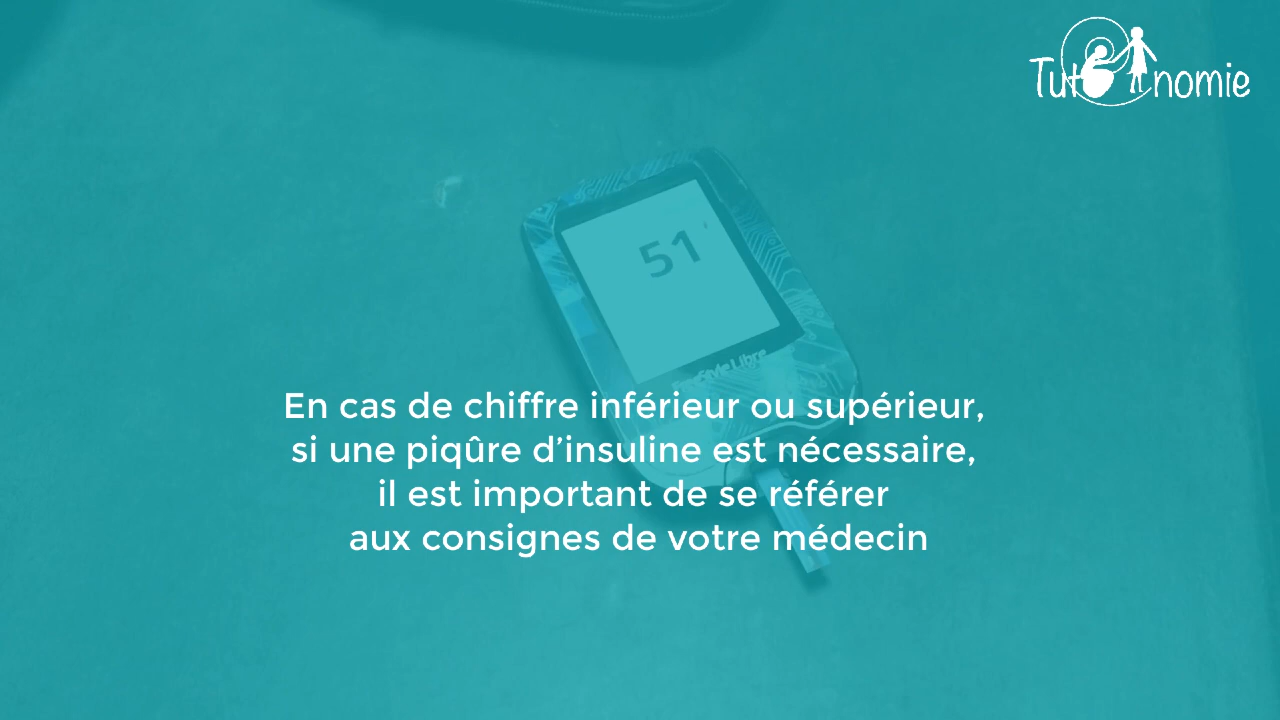 Tutonomie
51
FreeStyle Libre
En cas de chiffre inférieur ou supérieur,
si une piqûre d’insuline est nécessaire,
il est important de se référer
aux consignes de votre médecin